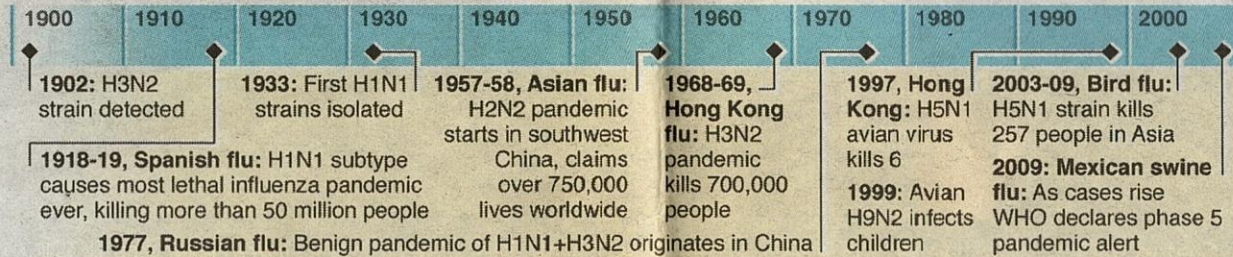 1900 1910 1920 1930 1940 1950 1960 1970 1980 1990 2000
1902: H3N2
strain detected
1918-19, Spanish flu: H1N1 subtype
causes most lethal influenza pandemic
ever, killing more than 50 million people
1933: First H1N1
strains isolated
1957-58, Asian flu:
H2N2 pandemic
starts in southwest
China, claims
over 750,000
lives worldwide
1968-69,
Hong Kong
flu: H3N2
pandemic
kills 700,000
people
1977, Russian flu: Benign pandemic of H1N1+H3N2 originates in China
1997, Hong
Kong: H5N1
avian virus
kills 6
1999: Avian
H9N2 infects
children
2003-09, Bird flu:
H5N1 strain kills
257 people in Asia
2009: Mexican swine
flu: As cases rise
WHO declares phase 5
pandemic alert